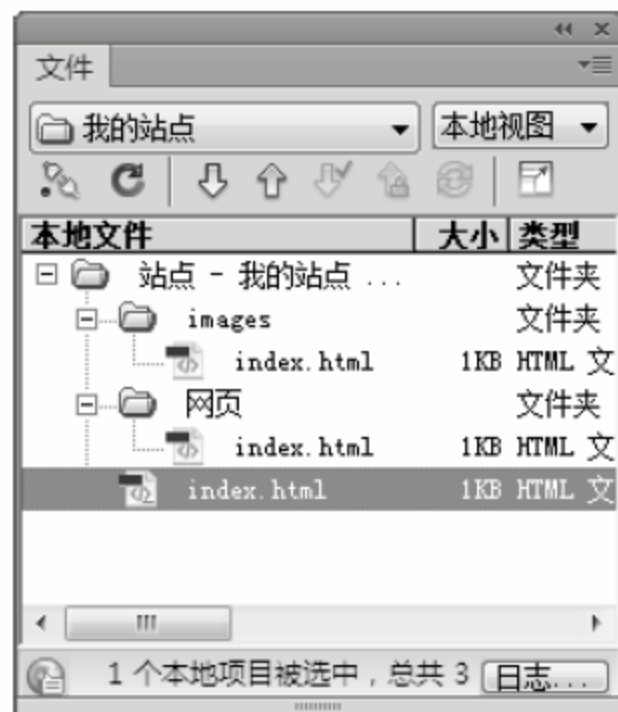 文件
我的站点 本地视图
本地文件 大小 类型
站点 - 我的站点 ... 文件夹
images 文件夹
index.html 1KB HTML 文
网页 文件夹
index.html 1KB HTML 文
index.html 1KB HTML 文
1 个本地项目被选中，总共 3 日志...